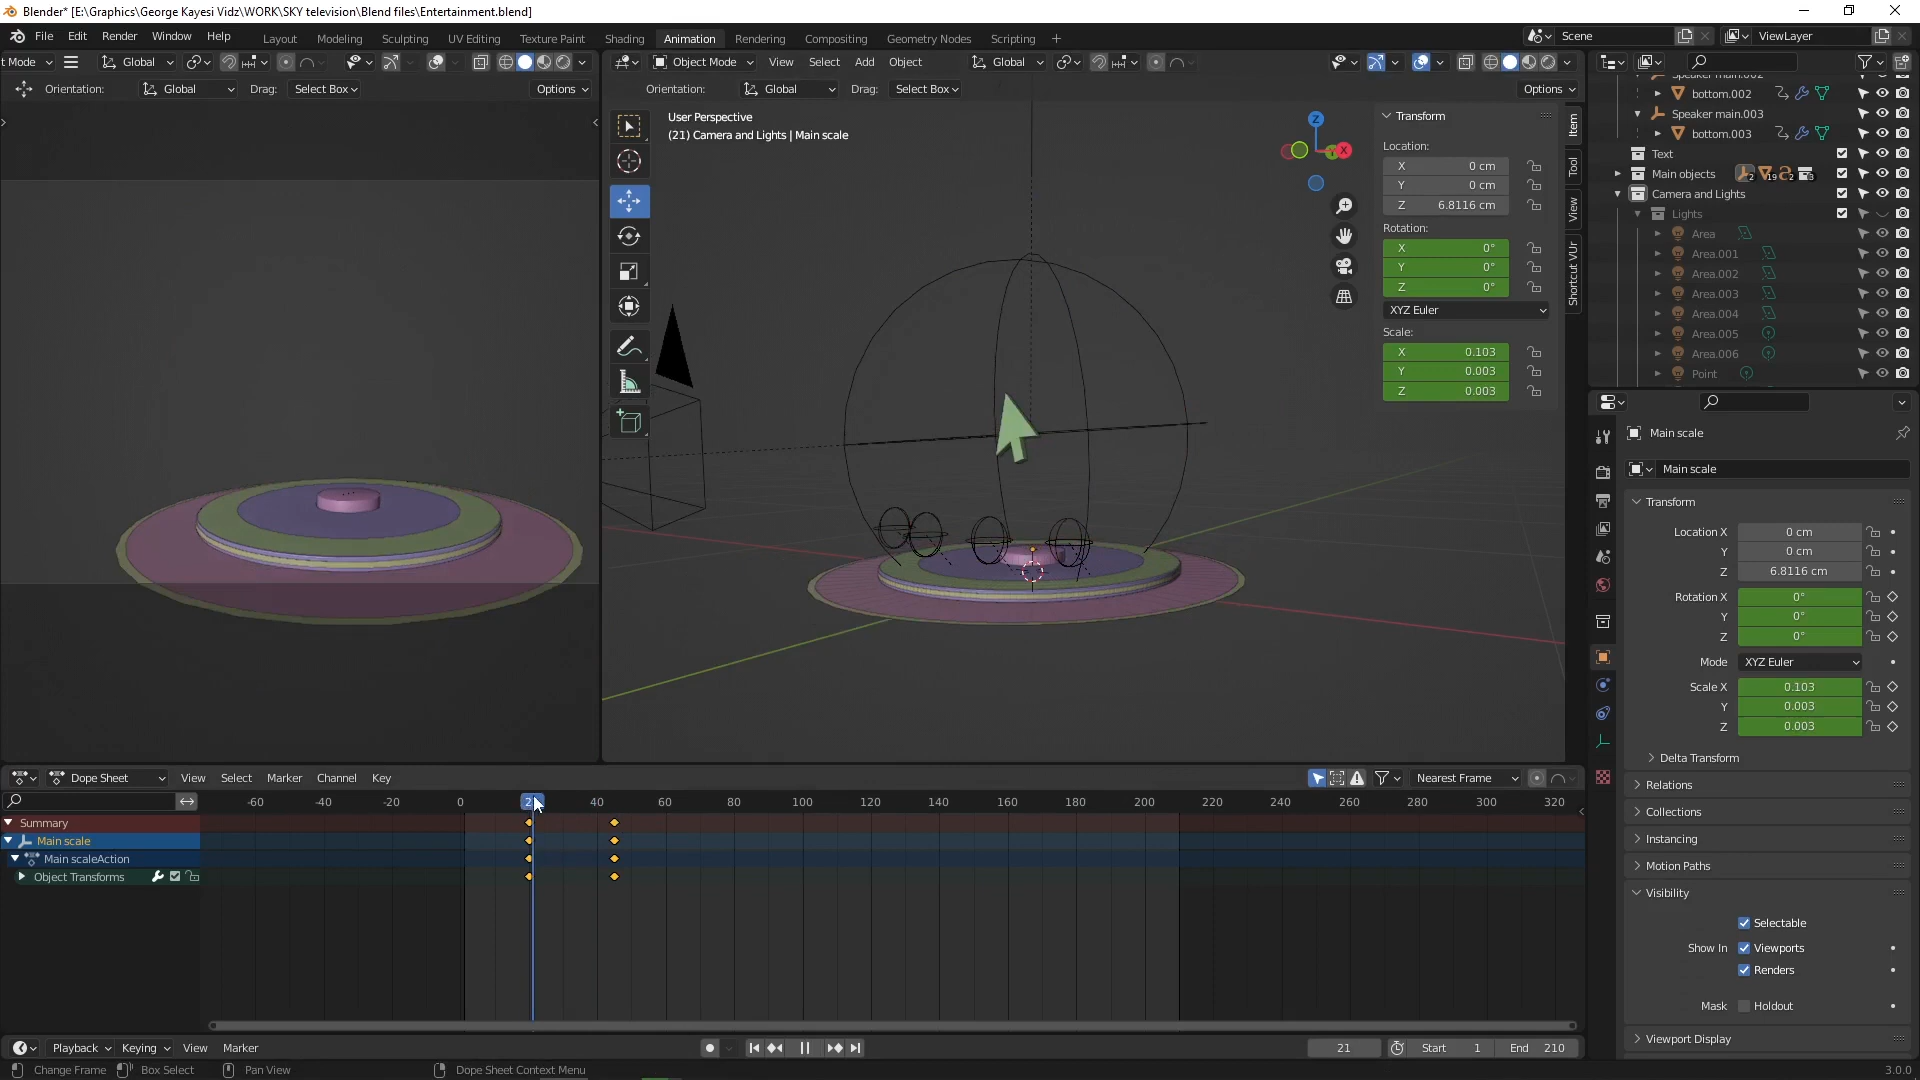 Blender* [E:\Graphics\George Kayesi Vidz\WORK\SKY television\Blend files\Entertainment.blend]
File Edit Render Window Help Layout Modeling Sculpting UV Editing Texture Paint Shading Animation Rendering Compositing Geometry Nodes Scripting + Scene ViewLayer
t Mode Global Object Mode View Select Add Object Global
Orientation: Global Drag: Select Box Options Orientation: Global Drag: Select Box Options
User Perspective
(21) Camera and Lights | Main scale
Z
X
Transform
Location:
X 0 cm
Y 0 cm
Z 6.8116 cm
Rotation:
X 0°
Y 0°
Z 0°
XYZ Euler
Scale:
X 0.103
Y 0.003
Z 0.003
Item
Tool
View
Shortcut VUr
Speaker main.002
bottom.002
Speaker main.003
bottom.003
Text
Main objects 2 19 2 3
Camera and Lights
Lights
Area
Area.001
Area.002
Area.003
Area.004
Area.005
Area.006
Point
Main scale
Main scale
Transform
Location X 0 cm
Y 0 cm
Z 6.8116 cm
Rotation X 0°
Y 0°
Z 0°
Mode XYZ Euler
Scale X 0.103
Y 0.003
Z 0.003
Delta Transform
Relations
Collections
Instancing
Motion Paths
Visibility
Selectable
Show In Viewports
Renders
Mask Holdout
Viewport Display
Dope Sheet View Select Marker Channel Key Nearest Frame
-60 -40 -20 0 40 60 80 100 120 140 160 180 200 220 240 260 280 300 320
Summary
Main scale
Main scaleAction
Object Transforms
Playback Keying View Marker 21 Start 1 End 210
Change Frame Box Select Pan View Dope Sheet Context Menu 3.0.0